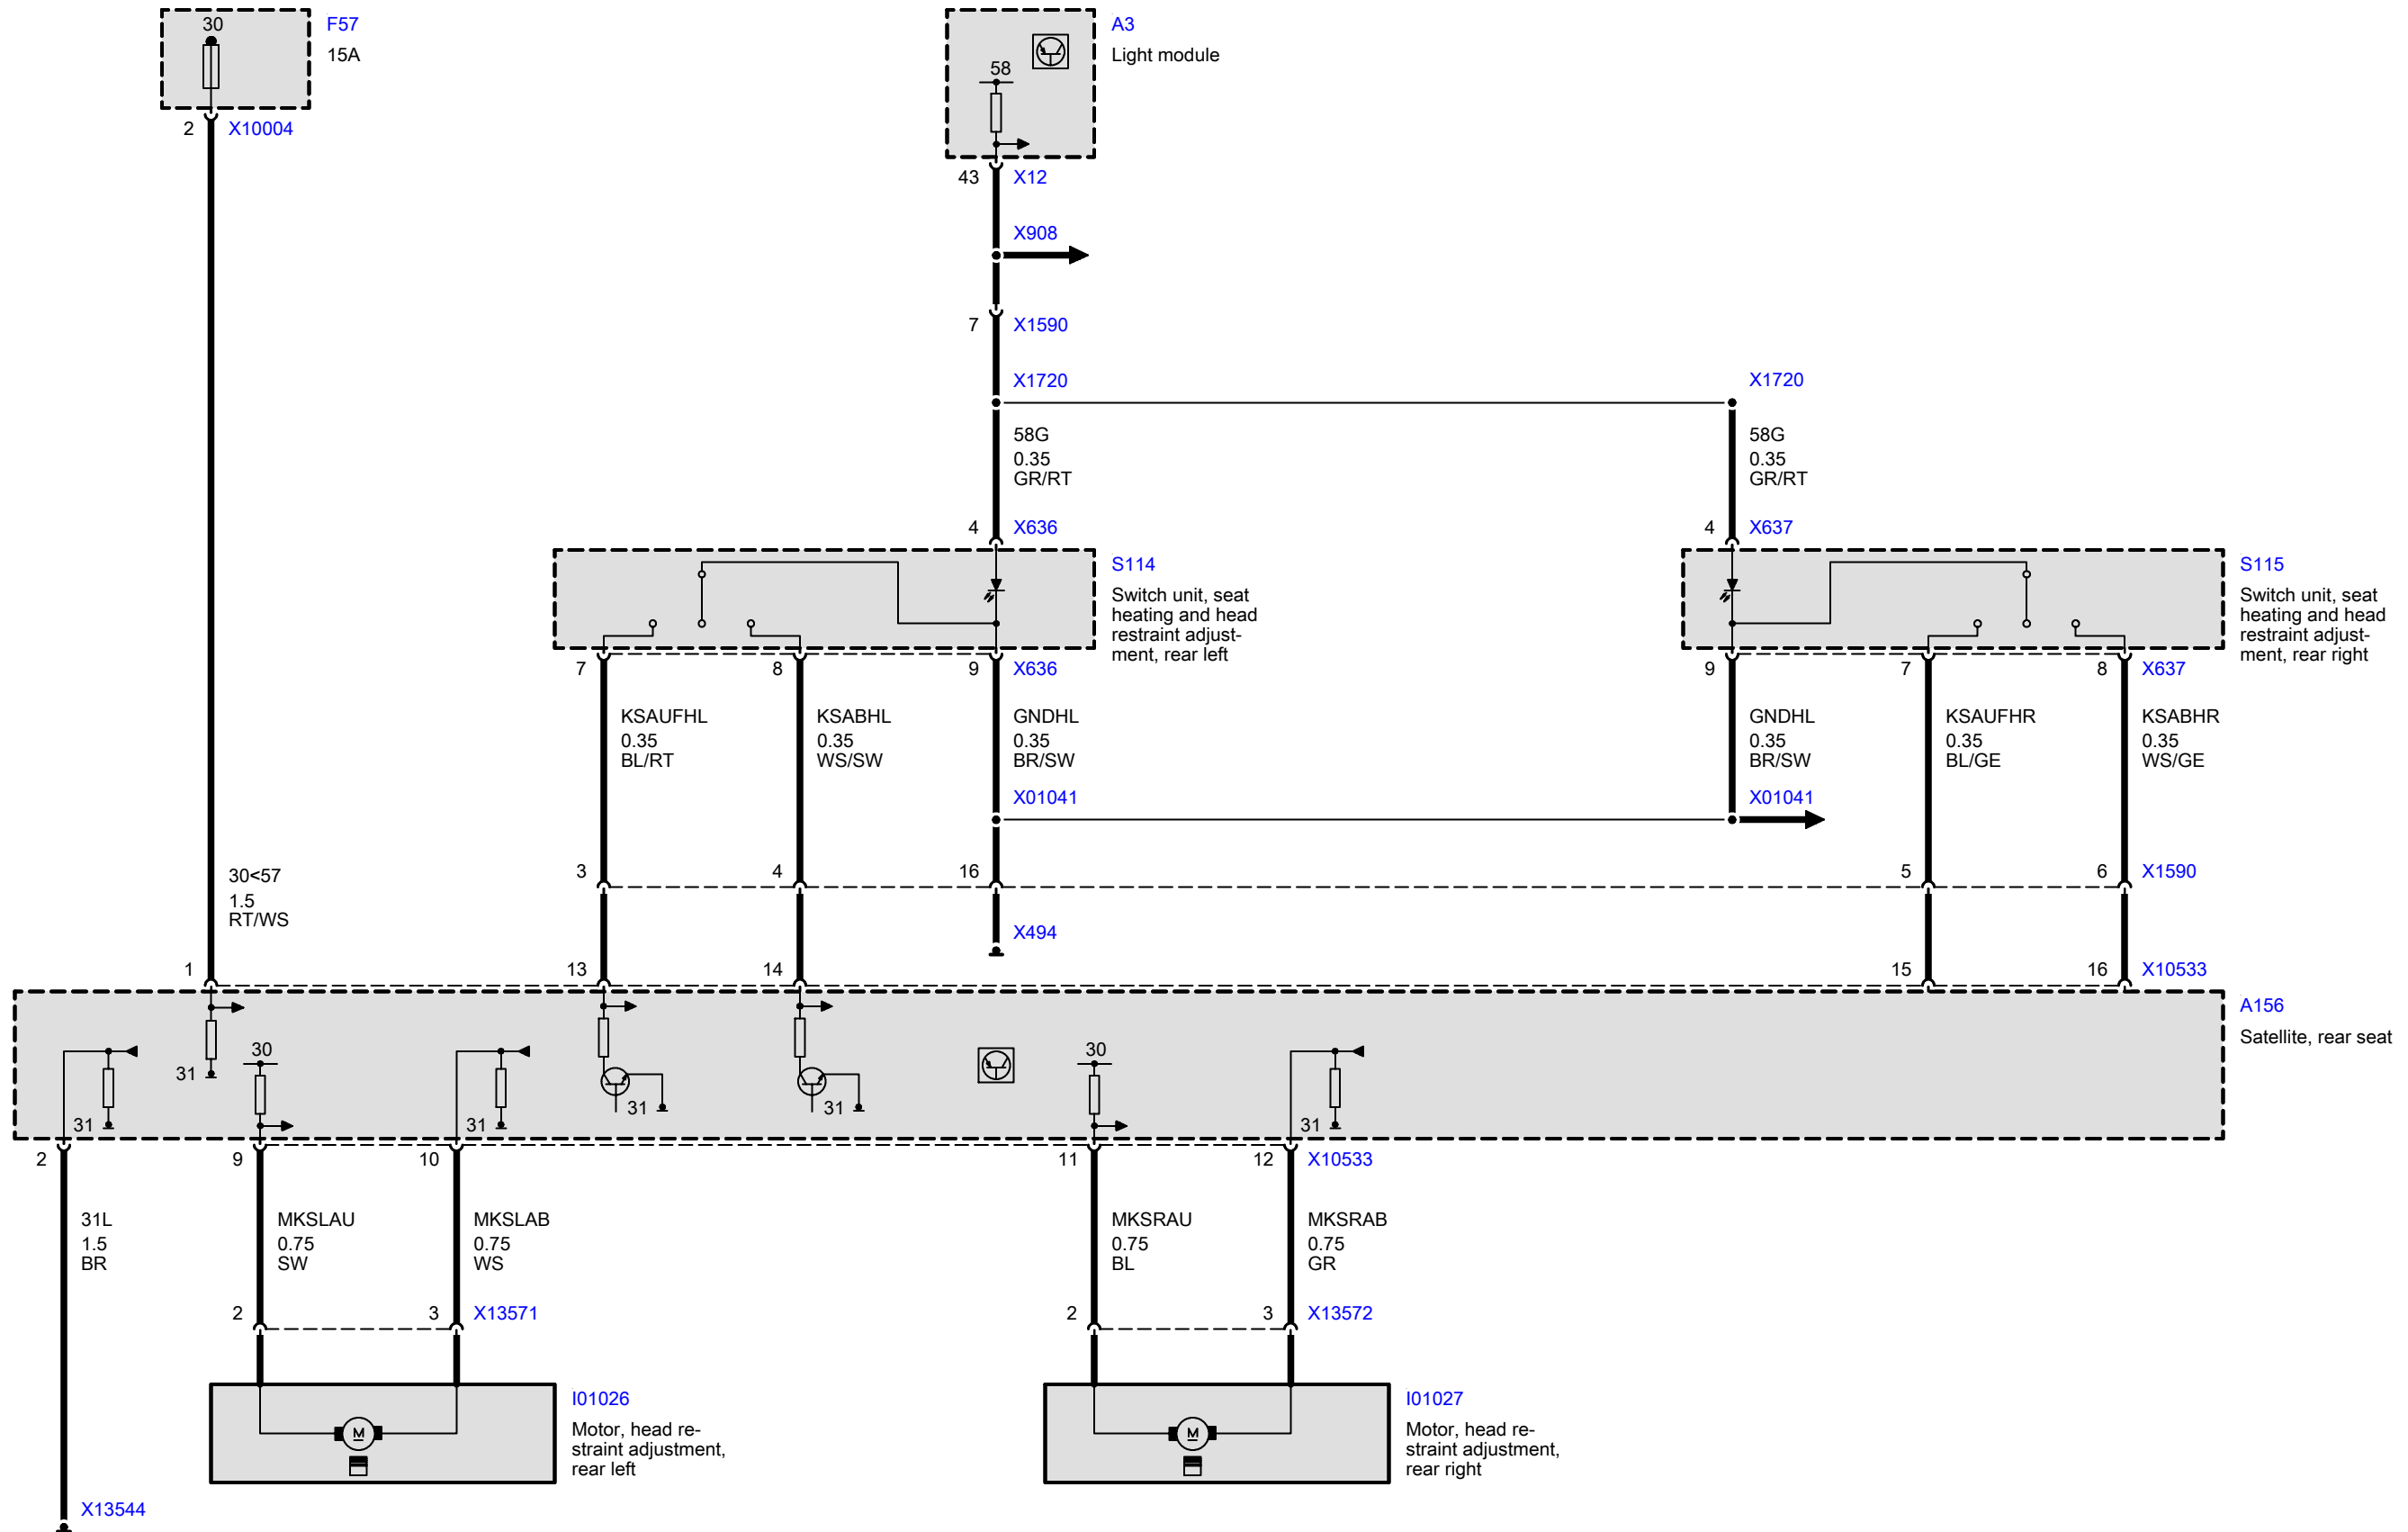 30
F57
15A
2
X10004
A3
Light module
58
43
X12
X908
7
X1590
X1720
X1720
58G
0.35
GR/RT
58G
0.35
GR/RT
4
X636
4
X637
S114
Switch unit, seat
heating and head
restraint adjust-
ment, rear left
S115
Switch unit, seat
heating and head
restraint adjust-
ment, rear right
7
8
9
X636
9
7
8
X637
KSAUFHL
0.35
BL/RT
KSABHL
0.35
WS/SW
GNDHL
0.35
BR/SW
GNDHL
0.35
BR/SW
KSAUFHR
0.35
BL/GE
KSABHR
0.35
WS/GE
X01041
X01041
30<57
1.5
RT/WS
3
4
16
5
6
X1590
X494
1
13
14
15
16
X10533
A156
Satellite, rear seat
31
31
30
31
31
31
30
31
2
9
10
11
12
X10533
31L
1.5
BR
MKSLAU
0.75
SW
MKSLAB
0.75
WS
MKSRAU
0.75
BL
MKSRAB
0.75
GR
2
3
X13571
2
3
X13572
M
I01026
Motor, head re-
straint adjustment,
rear left
M
I01027
Motor, head re-
straint adjustment,
rear right
X13544